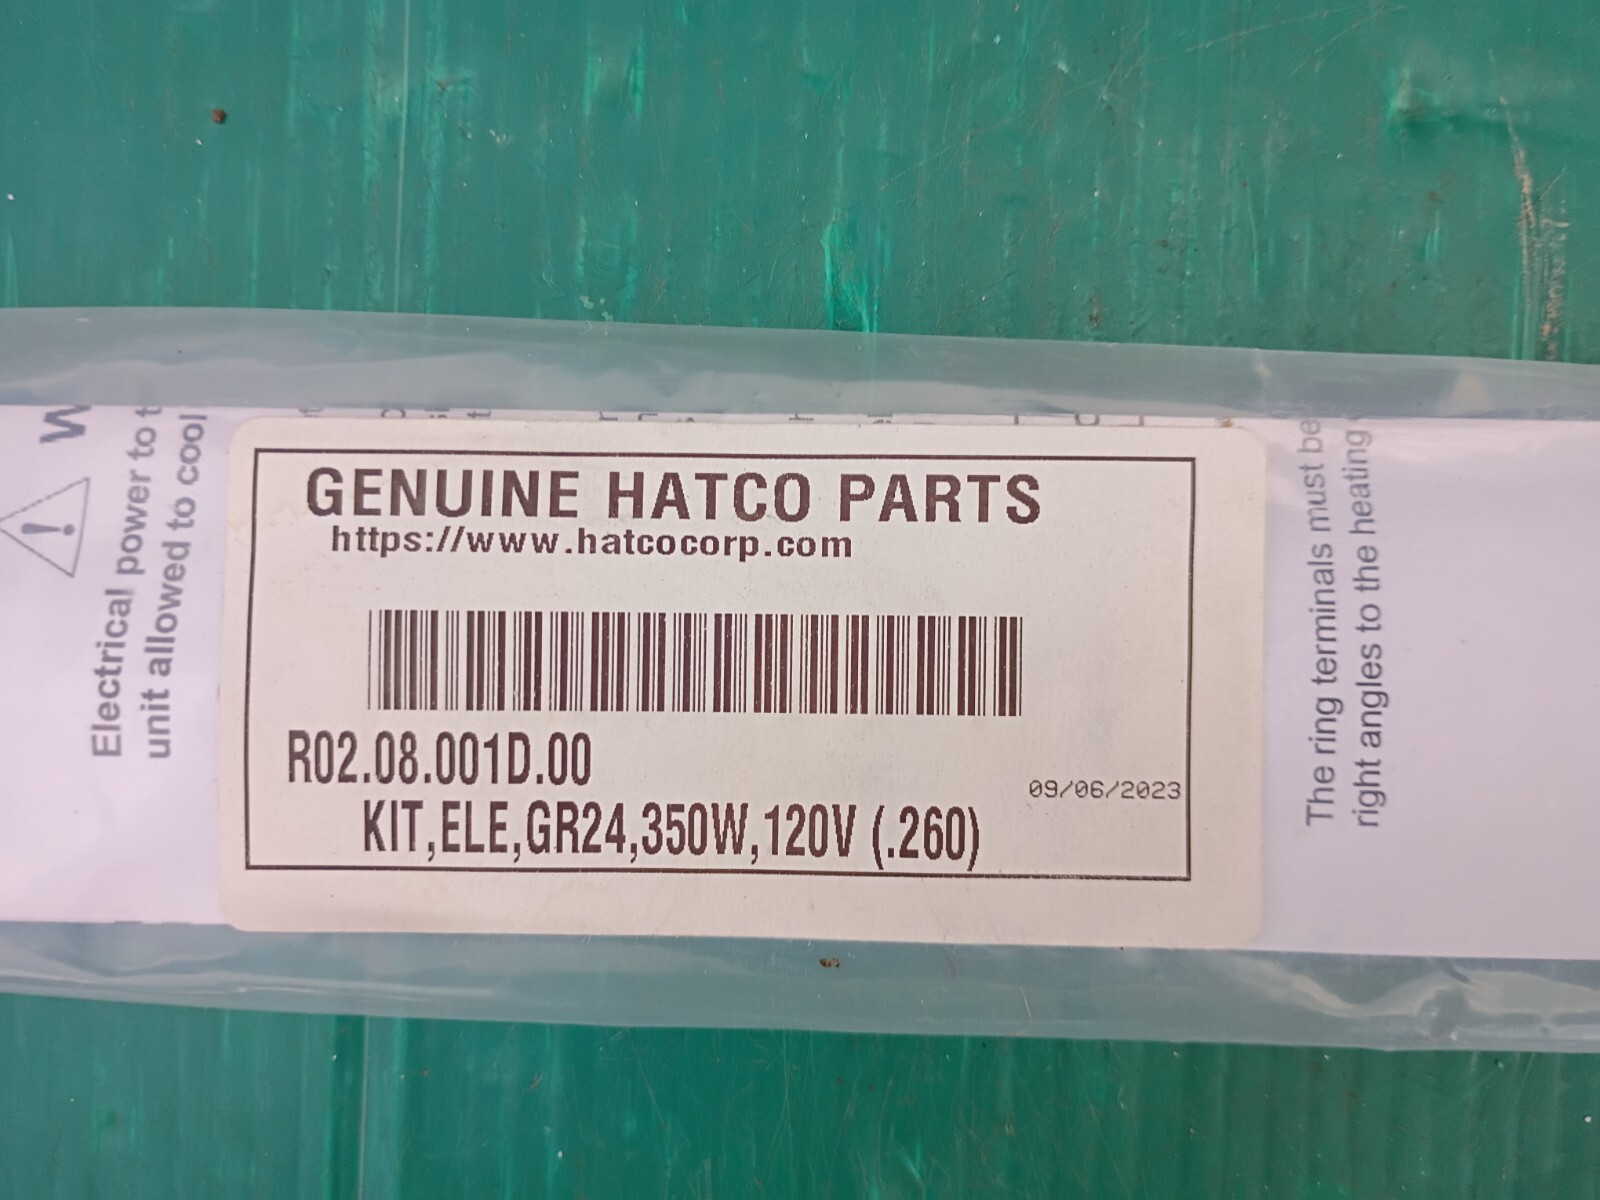 GENUINE HATCO PARTS
https://www.hatcocorp.com
R02.08.001D.00
09/06/2023
KIT,ELE,GR24,350W,120V (.260)
W
Electrical power to t
unit allowed to cool
The ring terminals must be
right angles to the heating